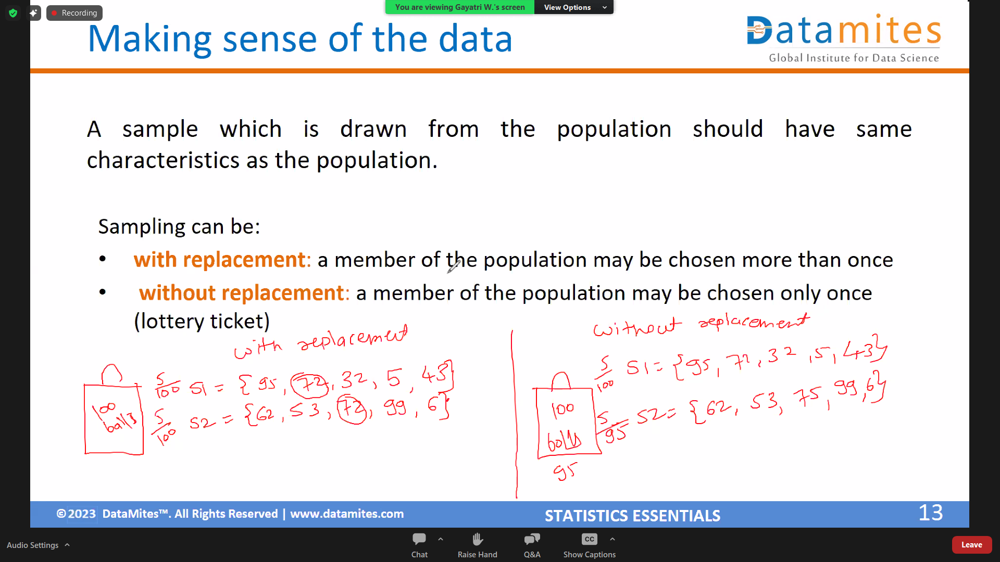 Recording
You are viewing Gayatri W.'s screen
View Options
Making sense of the data
Datamites
Global Institute for Data Science
A sample which is drawn from the population should have same
characteristics as the population.
Sampling can be:
• with replacement: a member of the population may be chosen more than once
• without replacement: a member of the population may be chosen only once
(lottery ticket)
with replacement
5/100 S1 = {95, 72, 32, 5, 43}
5/100 S2 = {62, 53, 72, 99, 6}
100
balls
without replacement
5/100 S1 = {95, 72, 32, 5, 43}
5/95 S2 = {62, 53, 75, 99, 6}
100
balls
95
©2023 DataMites™. All Rights Reserved | www.datamites.com
STATISTICS ESSENTIALS
13
Audio Settings
Chat
Raise Hand
Q&A
CC
Show Captions
Leave